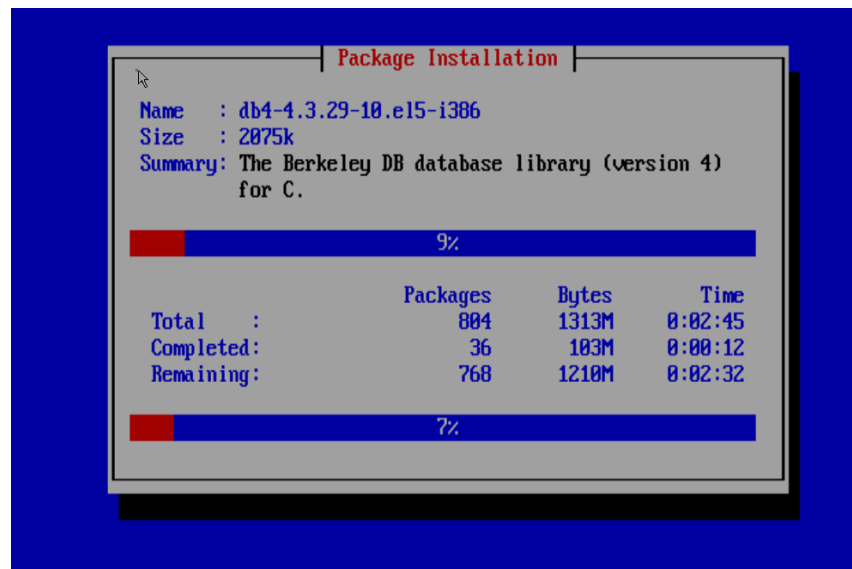 Package Installation
Name : db4-4.3.29-10.el5-i386
Size : 2075k
Summary: The Berkeley DB database library (version 4)
for C.
9%
Packages Bytes Time
Total : 804 1313M 0:02:45
Completed: 36 103M 0:00:12
Remaining: 768 1210M 0:02:32
7%